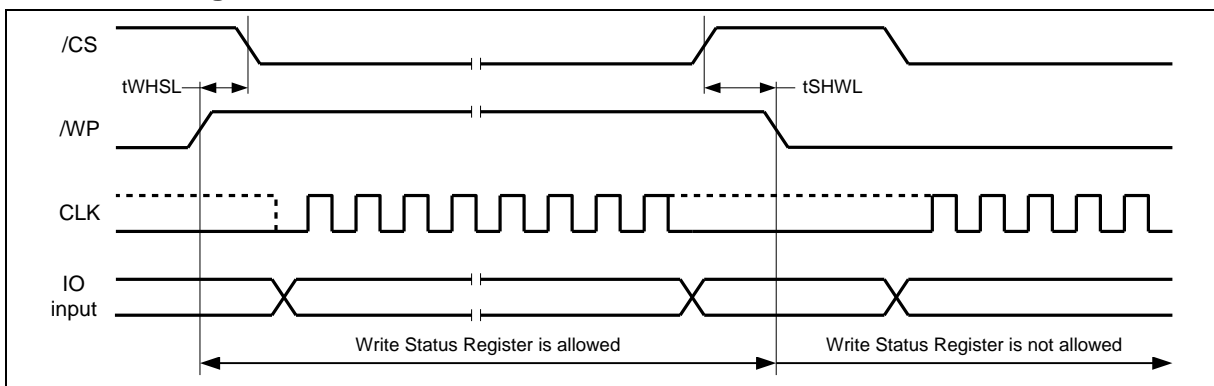 /CS
tWHSL
tSHWL
/WP
CLK
IO
input
Write Status Register is allowed
Write Status Register is not allowed